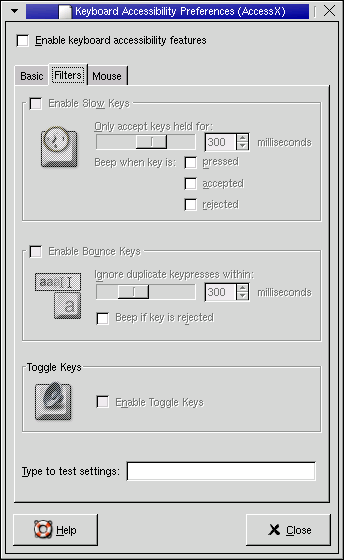 Keyboard Accessibility Preferences (AccessX)
Enable keyboard accessibility features
Basic Filters Mouse
Enable Slow Keys
Only accept keys held for:
300 milliseconds
Beep when key is: pressed
accepted
rejected
Enable Bounce Keys
aaa
a
Ignore duplicate keypresses within:
300 milliseconds
Beep if key is rejected
Toggle Keys
Enable Toggle Keys
Type to test settings:
Help Close